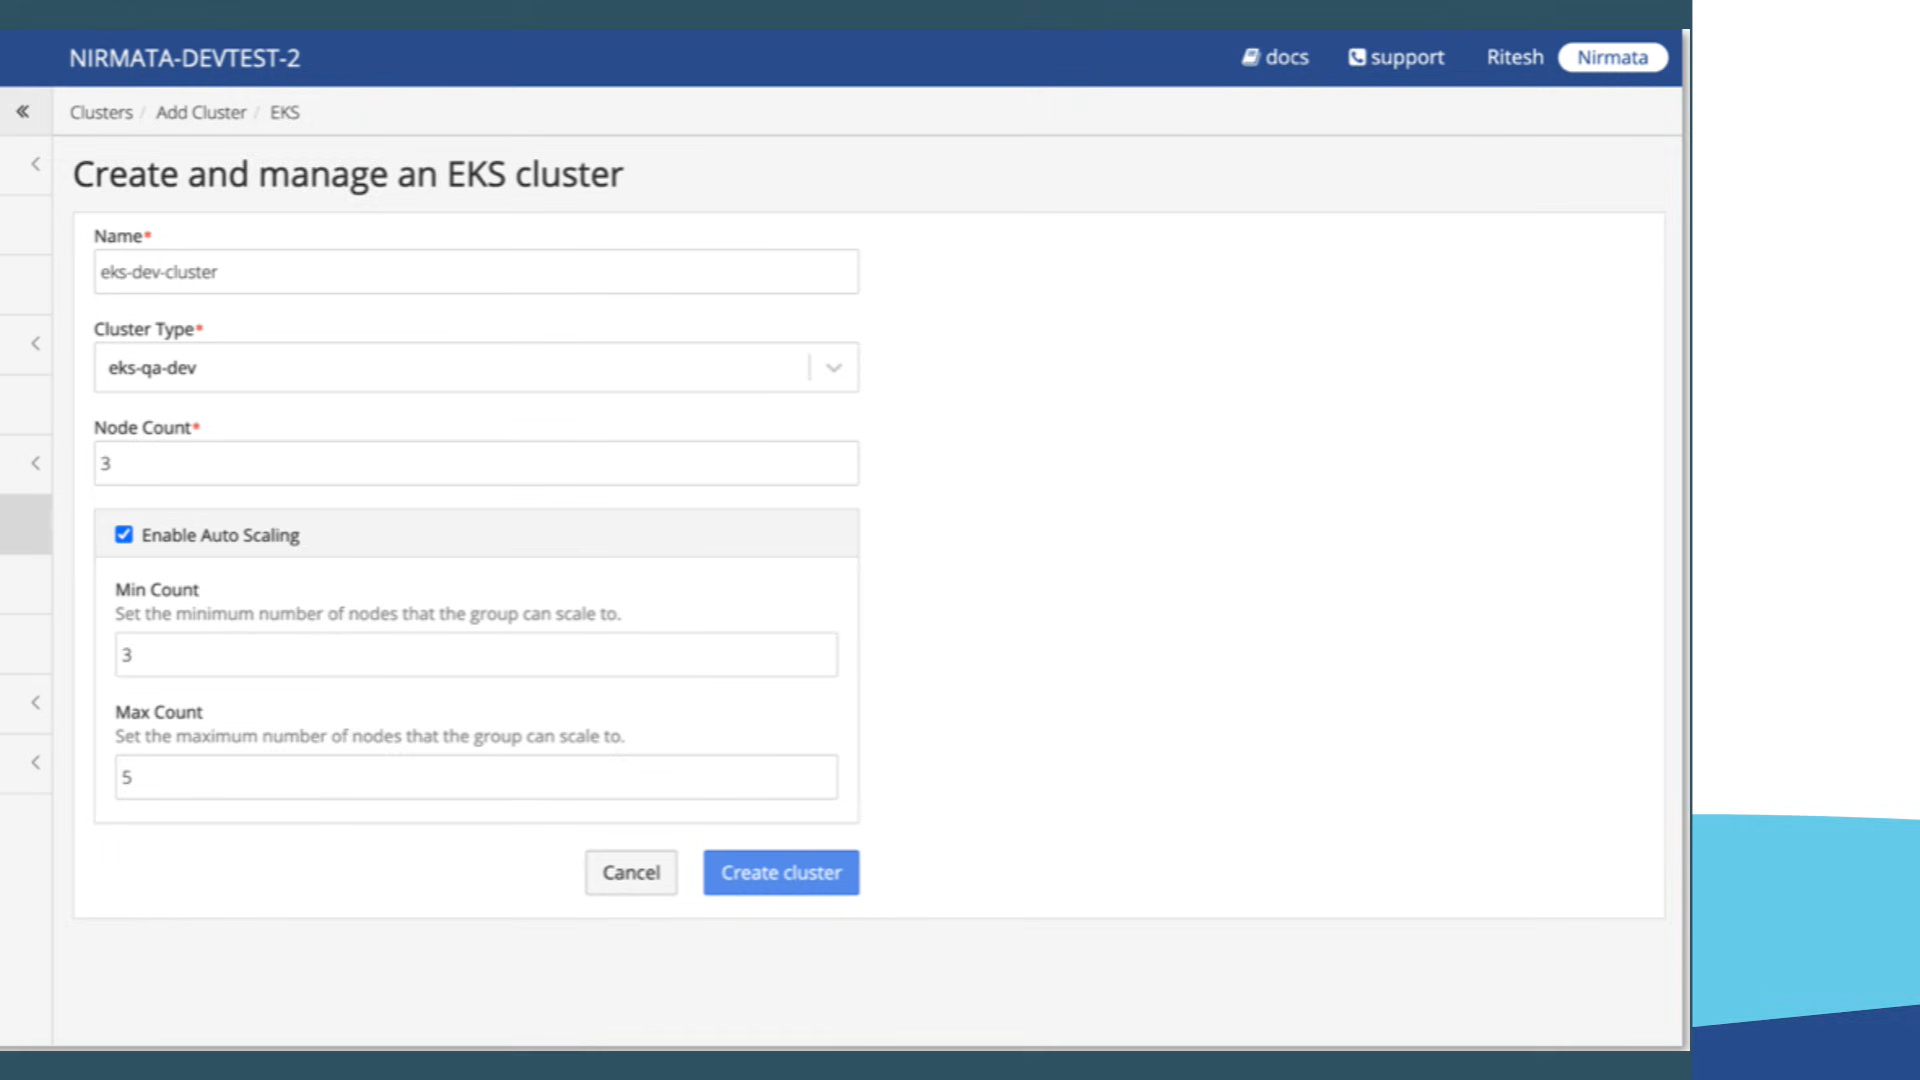 NIRMATA-DEVTEST-2
docs support Ritesh Nirmata
Clusters / Add Cluster / EKS
Create and manage an EKS cluster
Name*
eks-dev-cluster
Cluster Type*
eks-qa-dev
Node Count*
3
Enable Auto Scaling
Min Count
Set the minimum number of nodes that the group can scale to.
3
Max Count
Set the maximum number of nodes that the group can scale to.
5
Cancel Create cluster